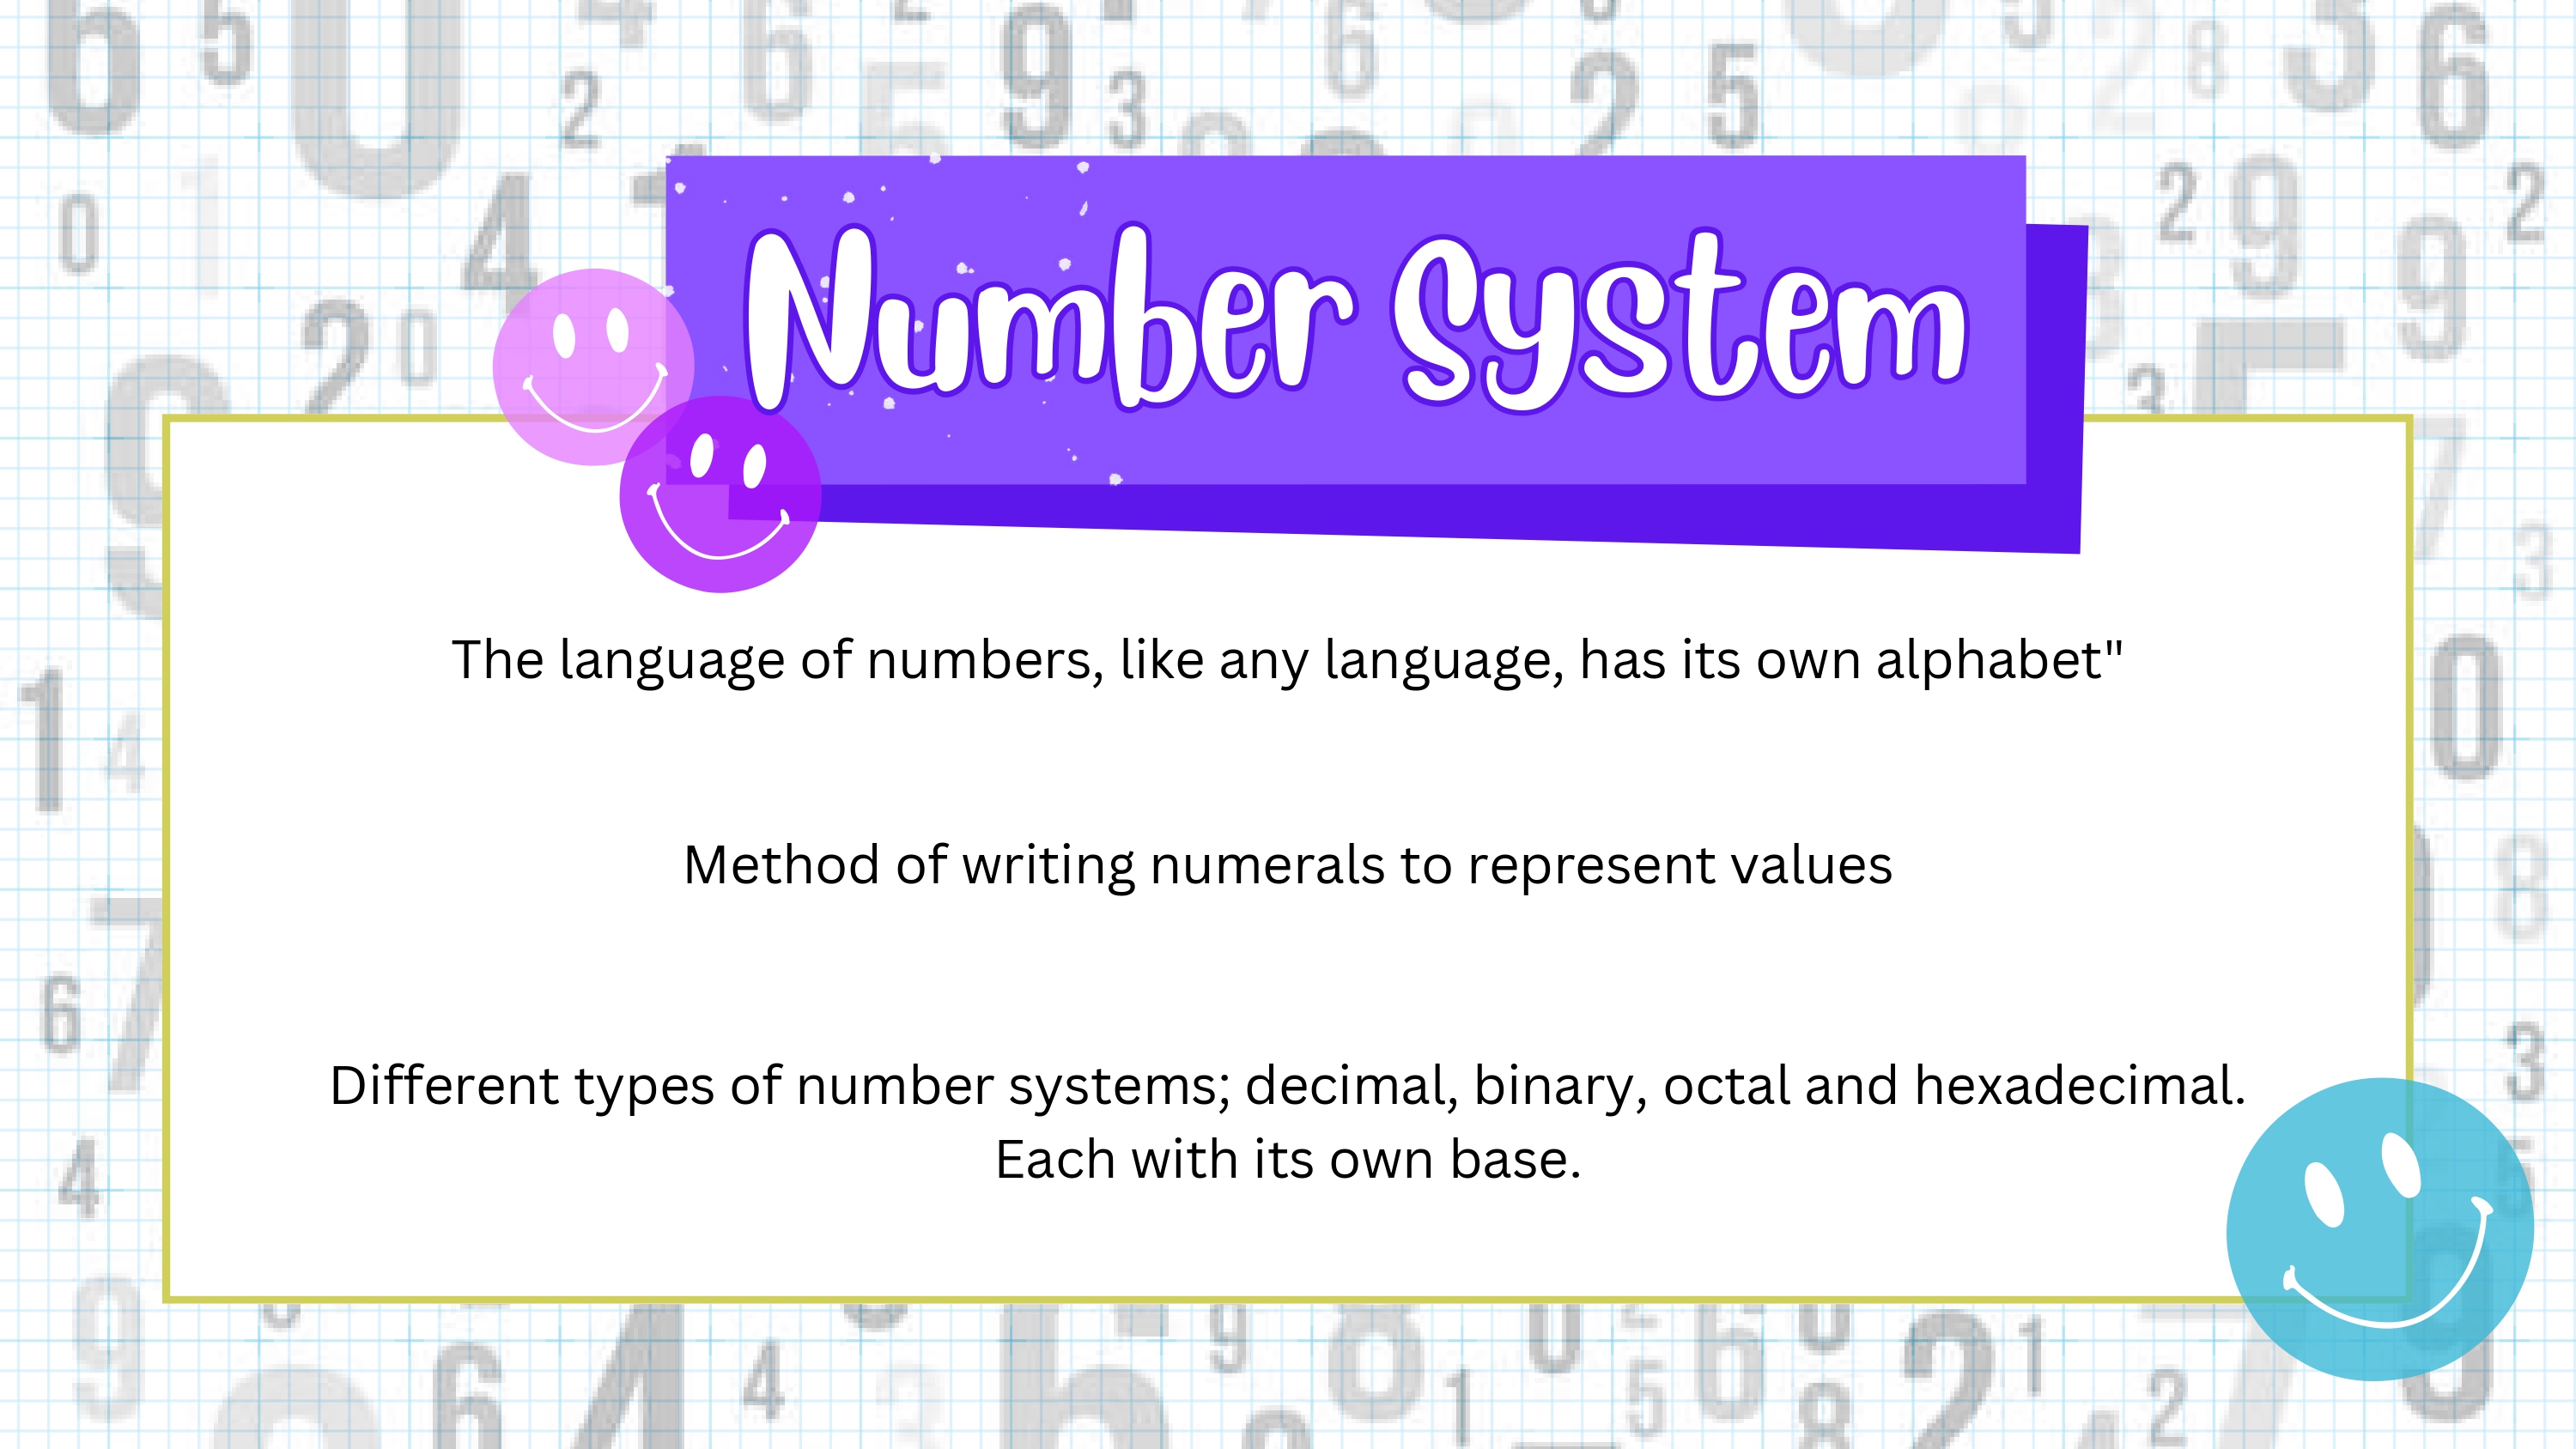 Number System
The language of numbers, like any language, has its own alphabet"
Method of writing numerals to represent values
Different types of number systems; decimal, binary, octal and hexadecimal.
Each with its own base.